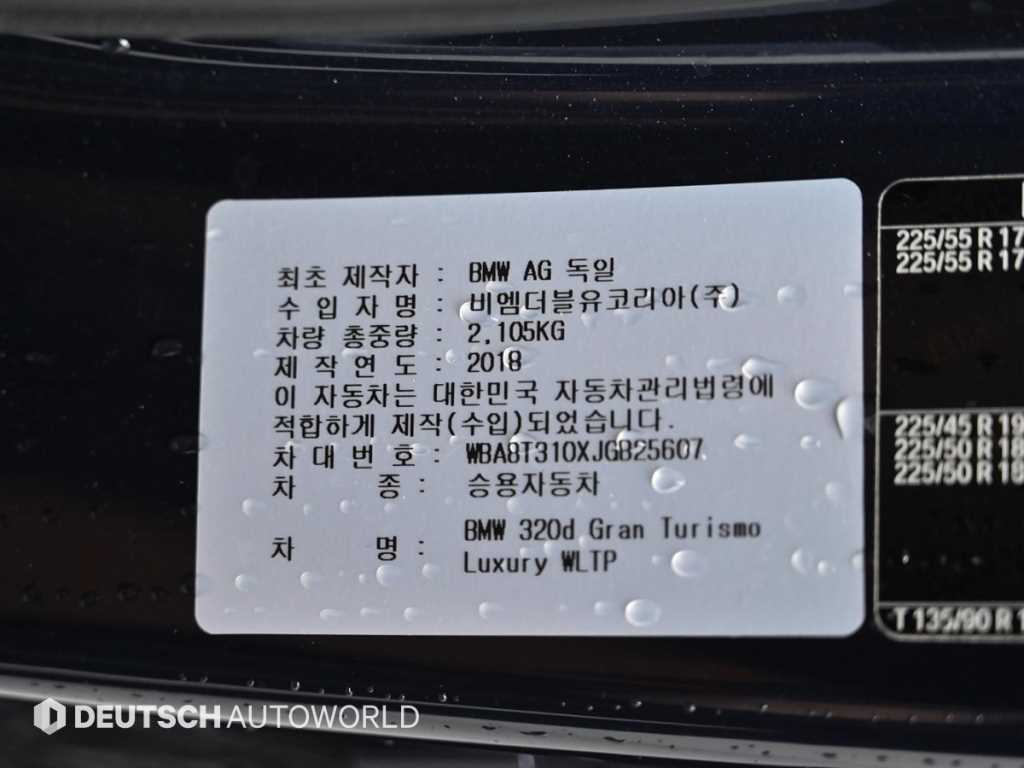 최초 제작자 : BMW AG 독일
수 입 자 명 : 비엠더블유코리아(주)
차량 총중량 : 2,105KG
제 작 연 도 : 2018
이 자동차는 대한민국 자동차관리법령에
적합하게 제작(수입)되었습니다.
차 대 번 호 : WBA8T310XJGB25607
차 종 : 승용자동차
차 명 : BMW 320d Gran Turismo
Luxury WLTP
225/55 R 17
225/55 R 17
225/45 R 19
225/50 R 18
225/50 R 18
T 135/90 R 1
DEUTSCH AUTOWORLD